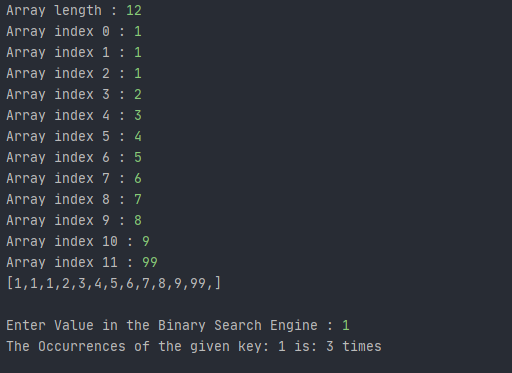 Array length : 12
Array index 0 : 1
Array index 1 : 1
Array index 2 : 1
Array index 3 : 2
Array index 4 : 3
Array index 5 : 4
Array index 6 : 5
Array index 7 : 6
Array index 8 : 7
Array index 9 : 8
Array index 10 : 9
Array index 11 : 99
[1,1,1,2,3,4,5,6,7,8,9,99,]
Enter Value in the Binary Search Engine : 1
The Occurrences of the given key: 1 is: 3 times